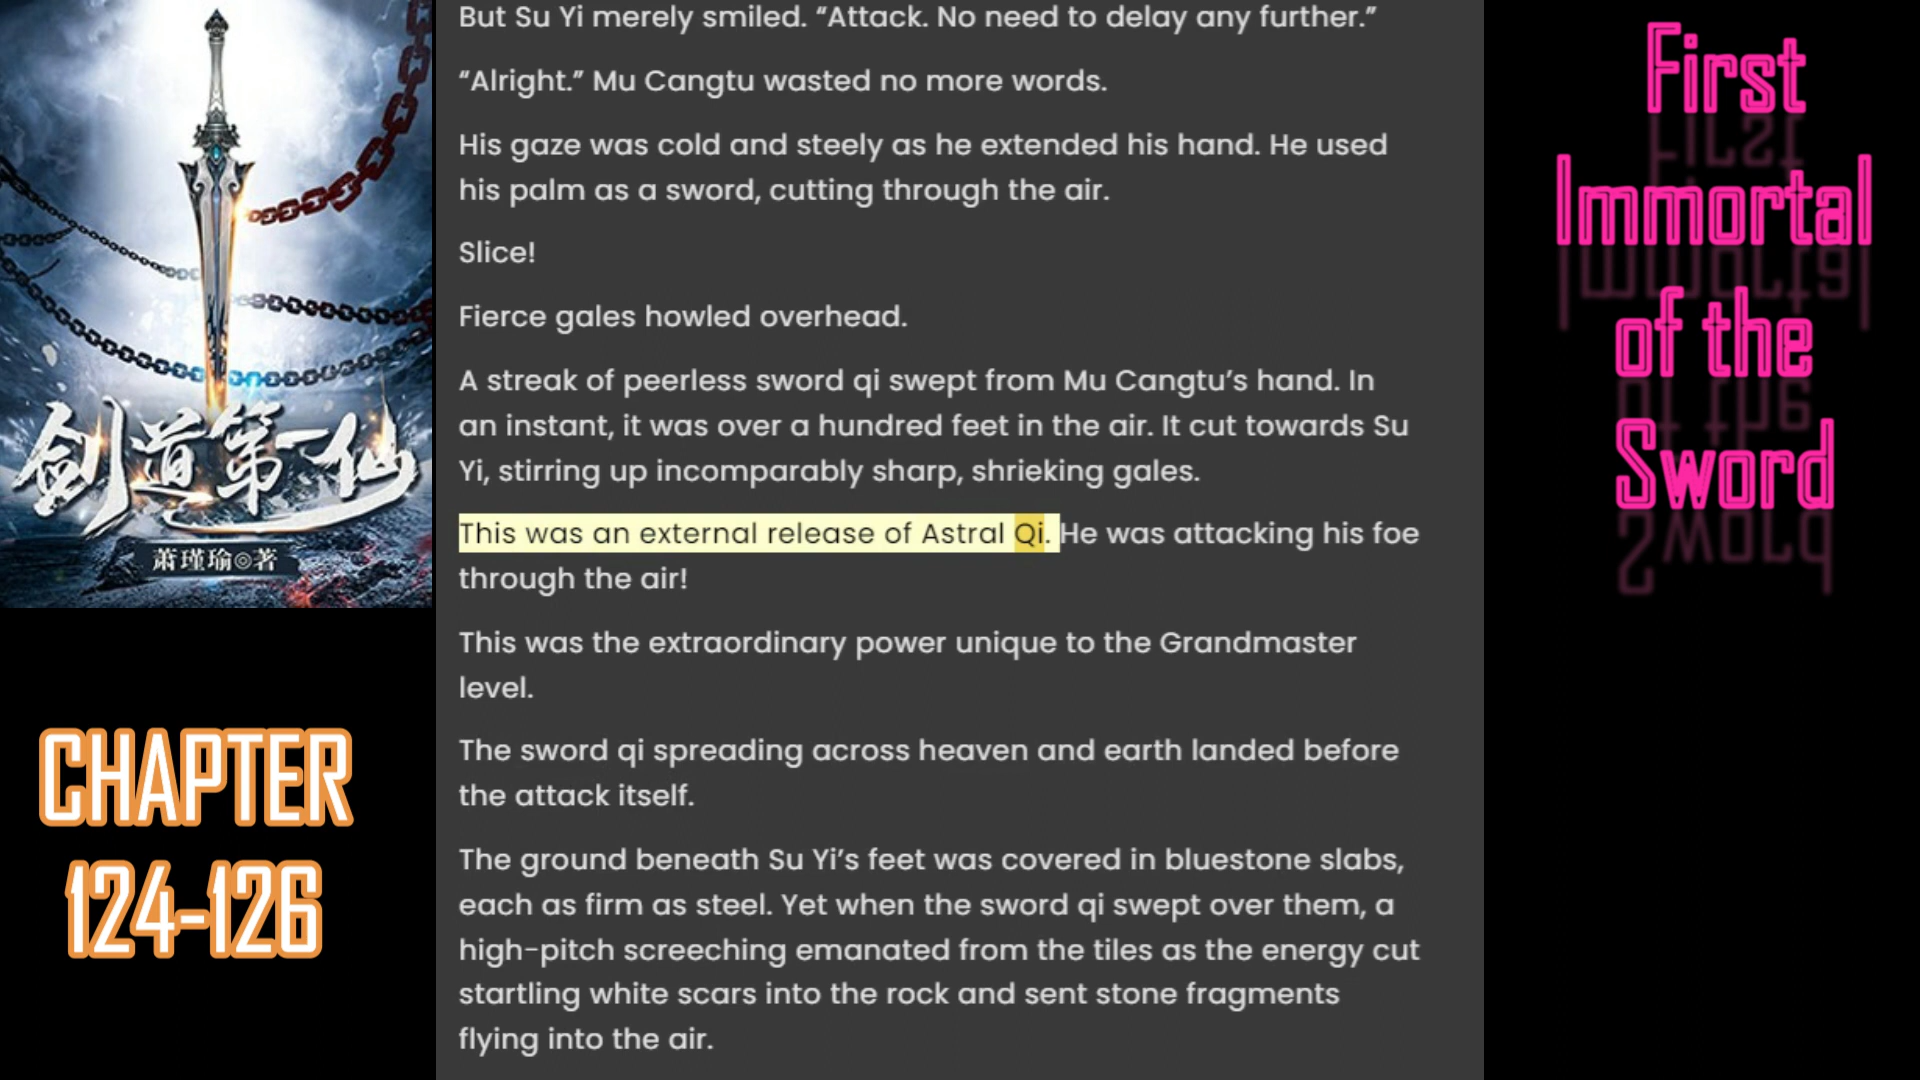 剑道第一仙
萧瑾瑜◎著
CHAPTER
124-126
But Su Yi merely smiled. “Attack. No need to delay any further.”
“Alright.” Mu Cangtu wasted no more words.
His gaze was cold and steely as he extended his hand. He used
his palm as a sword, cutting through the air.
Slice!
Fierce gales howled overhead.
A streak of peerless sword qi swept from Mu Cangtu’s hand. In
an instant, it was over a hundred feet in the air. It cut towards Su
Yi, stirring up incomparably sharp, shrieking gales.
This was an external release of Astral Qi. He was attacking his foe
through the air!
This was the extraordinary power unique to the Grandmaster
level.
The sword qi spreading across heaven and earth landed before
the attack itself.
The ground beneath Su Yi’s feet was covered in bluestone slabs,
each as firm as steel. Yet when the sword qi swept over them, a
high-pitch screeching emanated from the tiles as the energy cut
startling white scars into the rock and sent stone fragments
flying into the air.
First
Immortal
of the
Sword